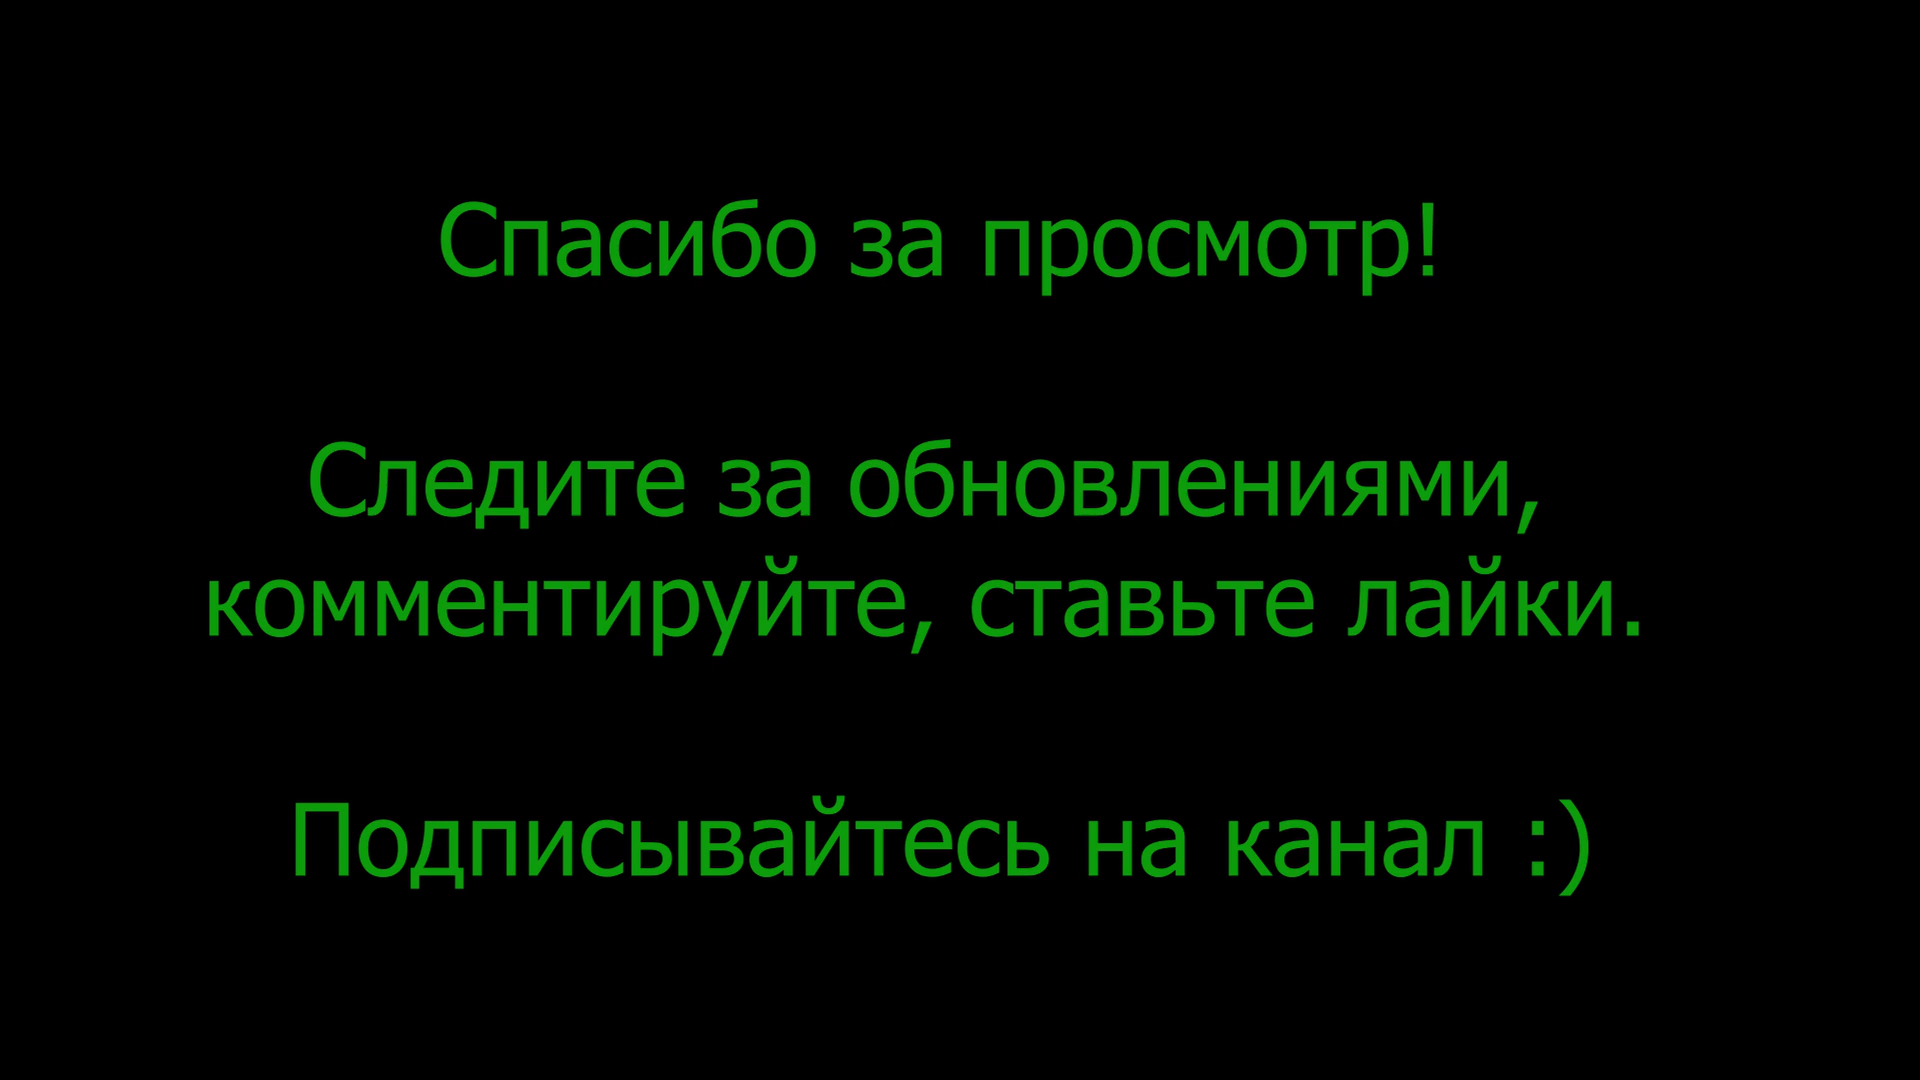 Спасибо за просмотр!
Следите за обновлениями,
комментируйте, ставьте лайки.
Подписывайтесь на канал :)